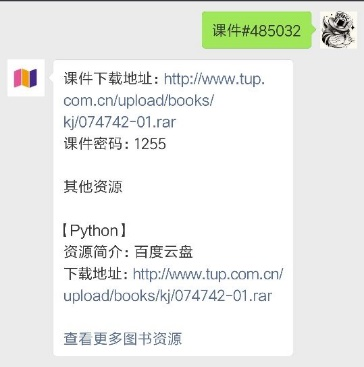 课件#485032
课件下载地址: http://www.tup.
com.cn/upload/books/
kj/074742-01.rar
课件密码: 1255
其他资源
【Python】
资源简介: 百度云盘
下载地址: http://www.tup.com.cn/
upload/books/kj/074742-01.rar
查看更多图书资源